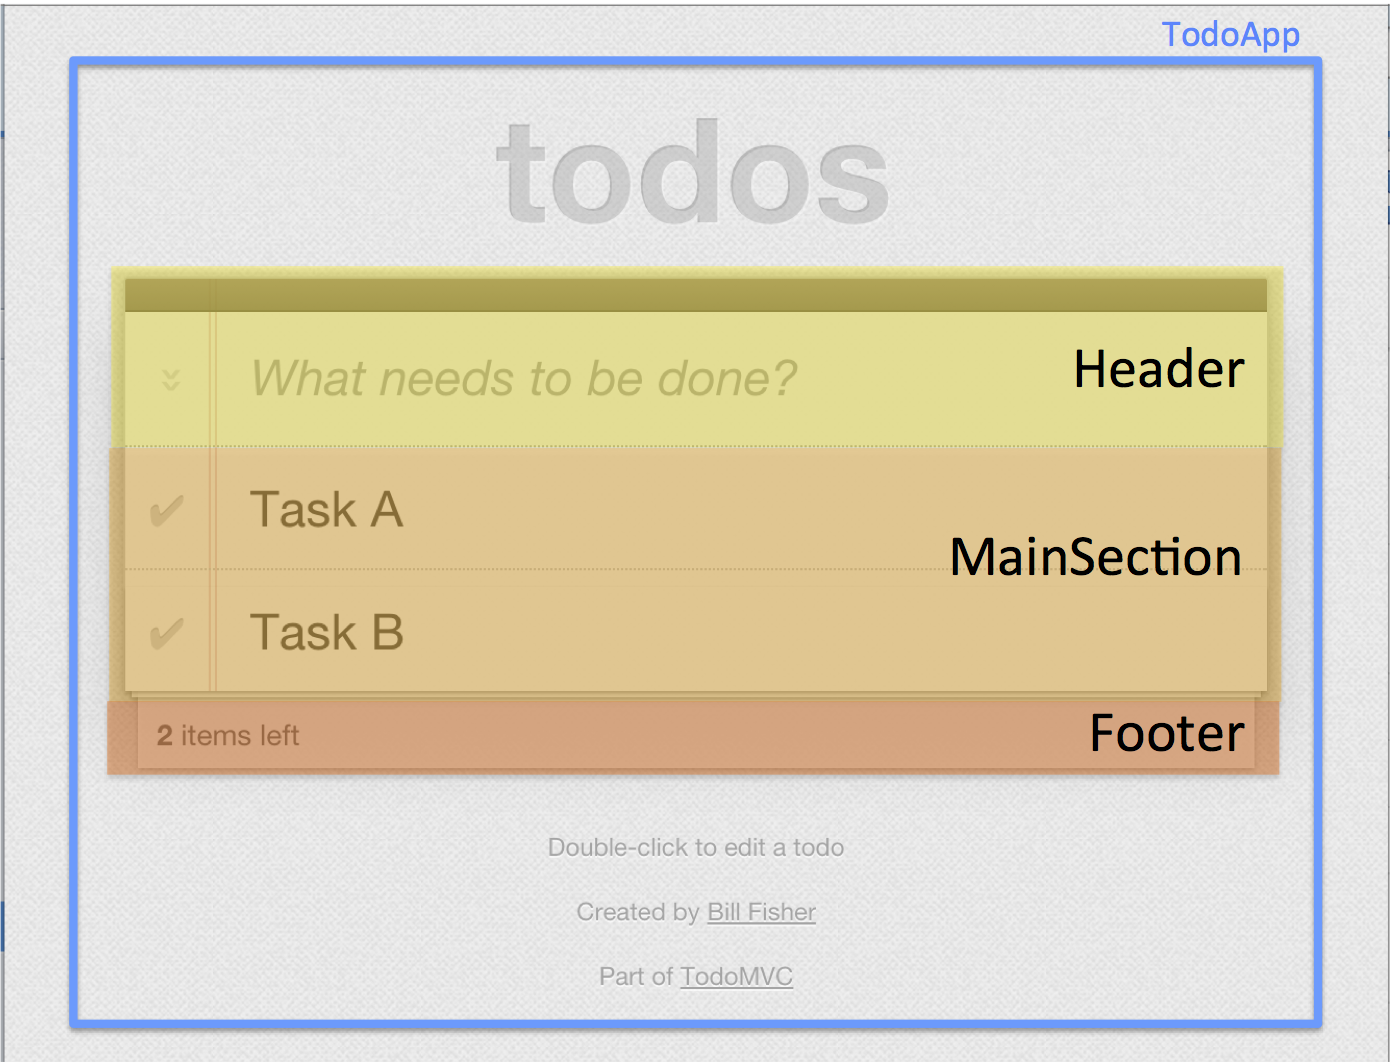 TodoApp
todos
What needs to be done?
Header
Task A
MainSection
Task B
2 items left
Footer
Double-click to edit a todo
Created by Bill Fisher
Part of TodoMVC